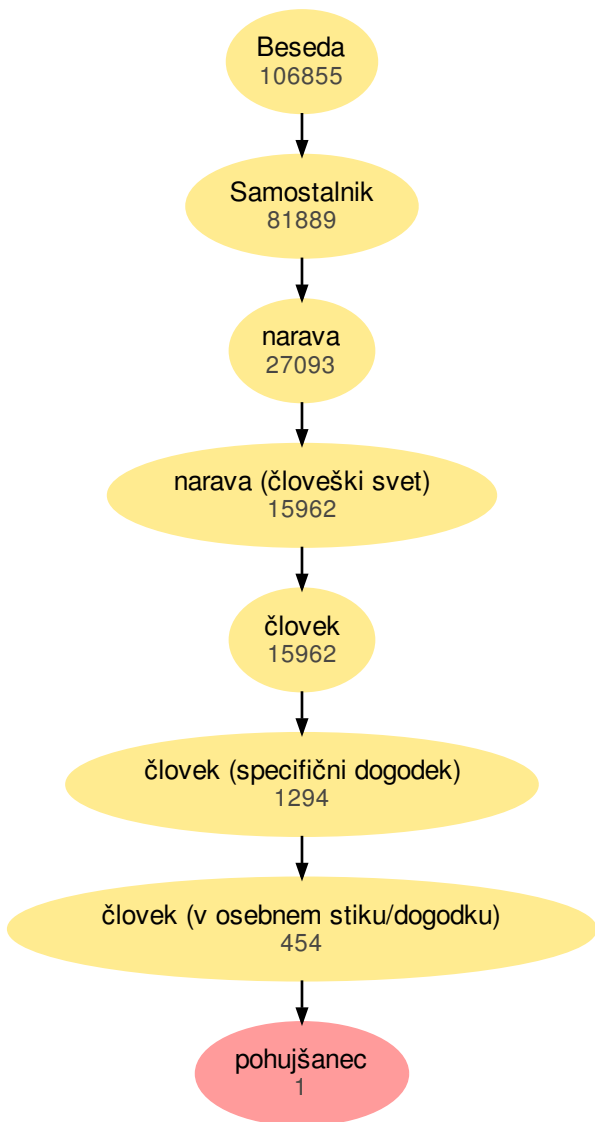 Beseda
106855
Samostalnik
81889
narava
27093
narava (človeški svet)
15962
človek
15962
človek (specifični dogodek)
1294
človek (v osebnem stiku/dogodku)
454
pohujšanec
1